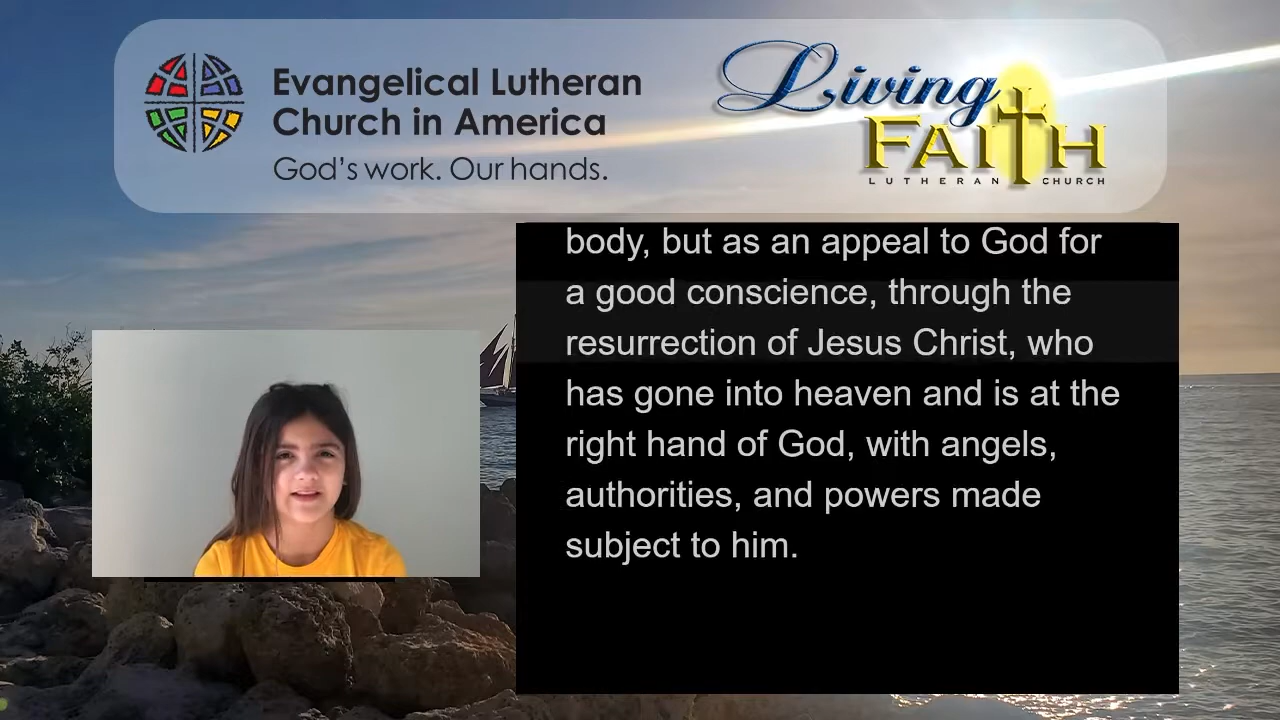 Evangelical Lutheran
Church in America
God's work. Our hands.
Living
FAITH
LUTHERAN CHURCH
body, but as an appeal to God for
a good conscience, through the
resurrection of Jesus Christ, who
has gone into heaven and is at the
right hand of God, with angels,
authorities, and powers made
subject to him.